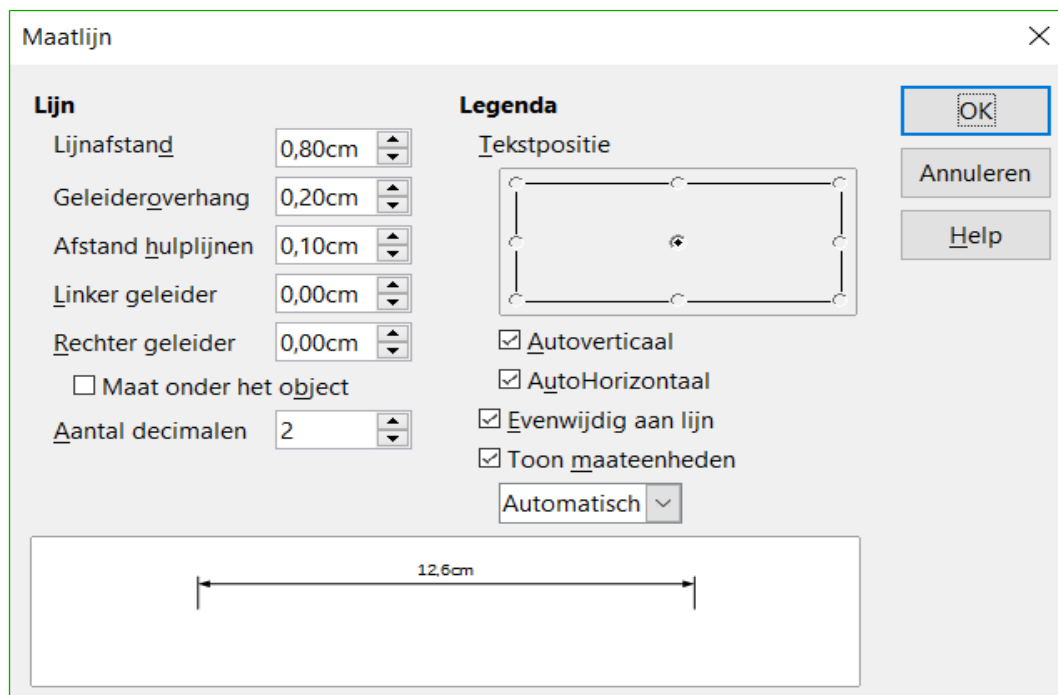 Maatlijn
Lijn
Lijnafstand 0,80cm
Geleideroverhang 0,20cm
Afstand hulplijnen 0,10cm
Linker geleider 0,00cm
Rechter geleider 0,00cm
Maat onder het object
Aantal decimalen 2
Legenda
Tekstpositie
Autoverticaal
AutoHorizontaal
Evenwijdig aan lijn
Toon maateenheden
Automatisch
OK
Annuleren
Help
12,6cm